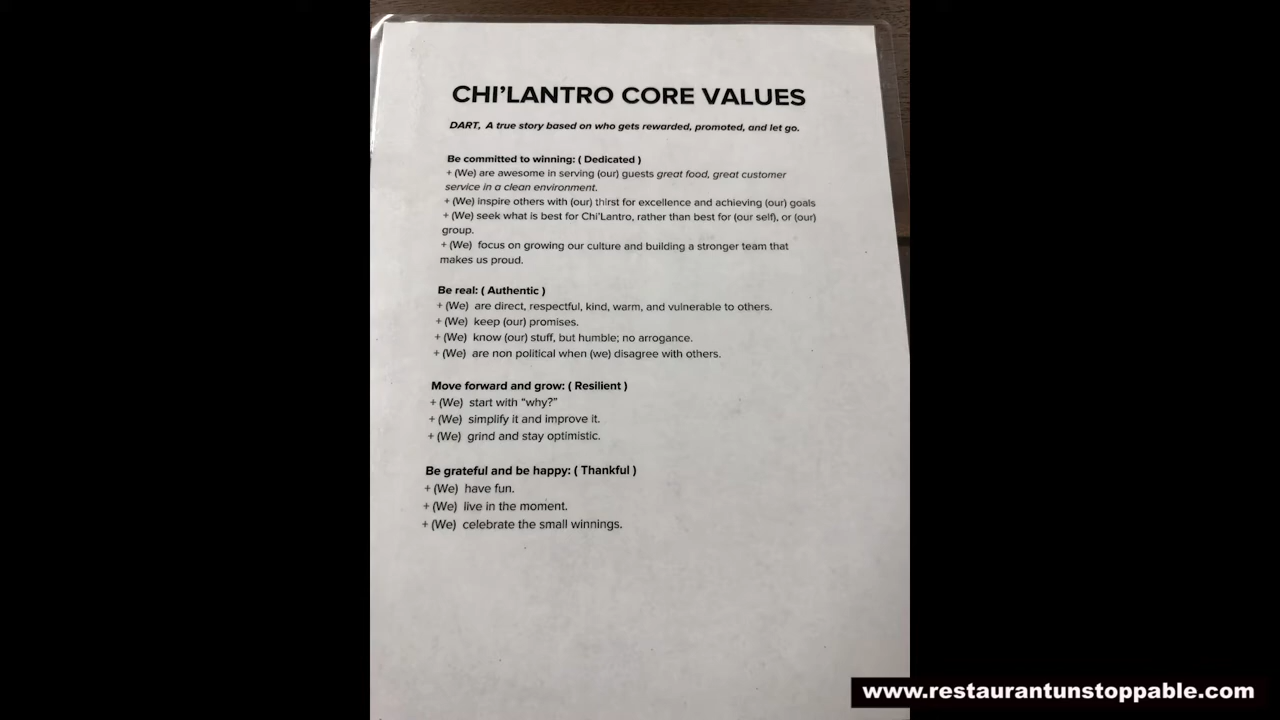 CHI'LANTRO CORE VALUES
DART, A true story based on who gets rewarded, promoted, and let go.
Be committed to winning: ( Dedicated )
+ (We) are awesome in serving (our) guests great food, great customer
service in a clean environment.
+ (We) inspire others with (our) thirst for excellence and achieving (our) goals
+ (We) seek what is best for Chi'Lantro, rather than best for (our self), or (our)
group.
+ (We) focus on growing our culture and building a stronger team that
makes us proud.
Be real: ( Authentic )
+ (We) are direct, respectful, kind, warm, and vulnerable to others.
+ (We) keep (our) promises.
+ (We) know (our) stuff, but humble; no arrogance.
+ (We) are non political when (we) disagree with others.
Move forward and grow: ( Resilient )
+ (We) start with “why?”
+ (We) simplify it and improve it.
+ (We) grind and stay optimistic.
Be grateful and be happy: ( Thankful )
+ (We) have fun.
+ (We) live in the moment.
+ (We) celebrate the small winnings.
www.restaurantunstoppable.com